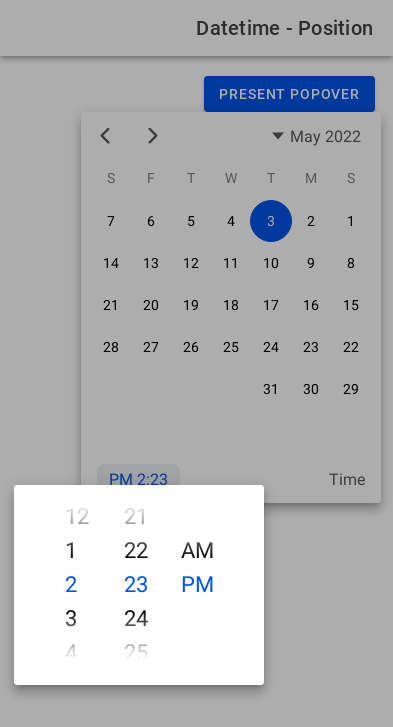 Datetime - Position
PRESENT POPOVER
May 2022
S F T W T M S
7 6 5 4 3 2 1
14 13 12 11 10 9 8
21 20 19 18 17 16 15
28 27 26 25 24 23 22
31 30 29
PM 2:23 Time
12 21
1 22 AM
2 23 PM
3 24
4 25